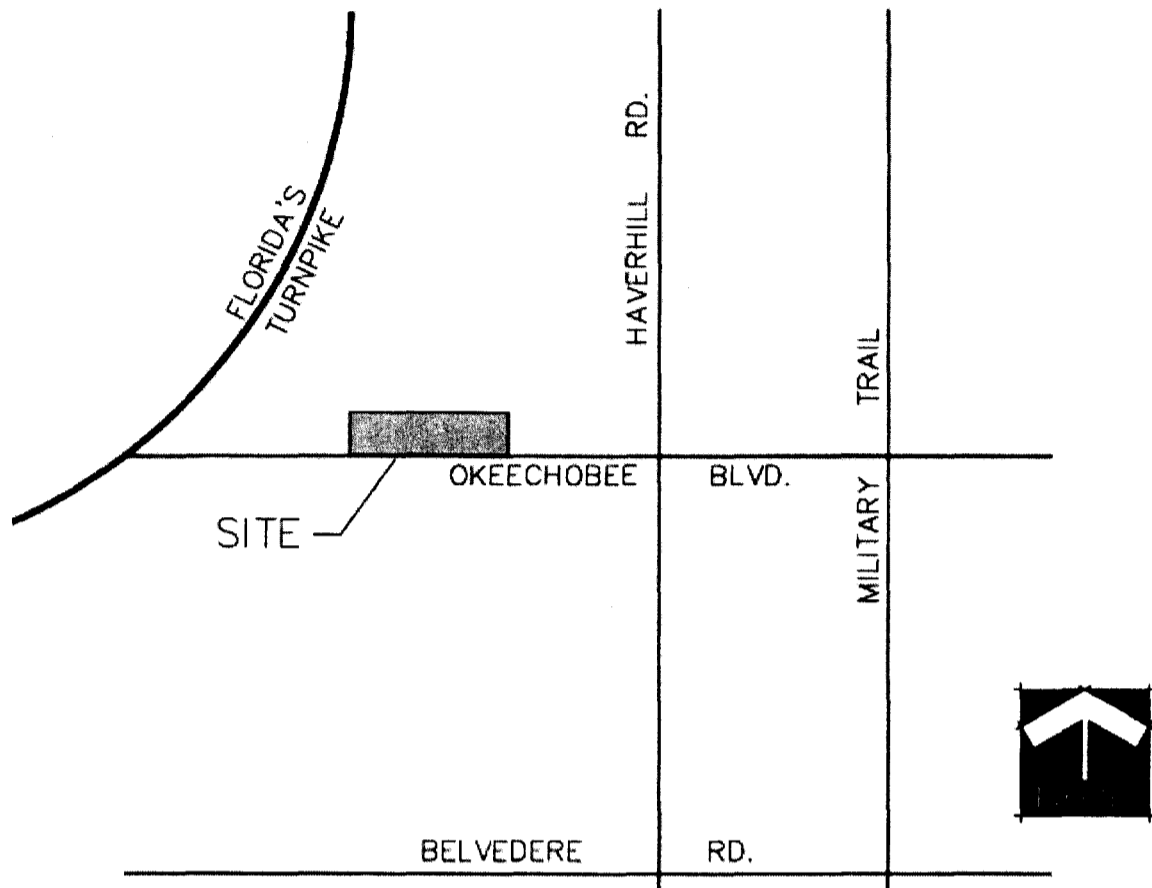 FLORIDA'S
TURNPIKE
HAVERHILL RD.
MILITARY TRAIL
OKEECHOBEE BLVD.
SITE
BELVEDERE RD.